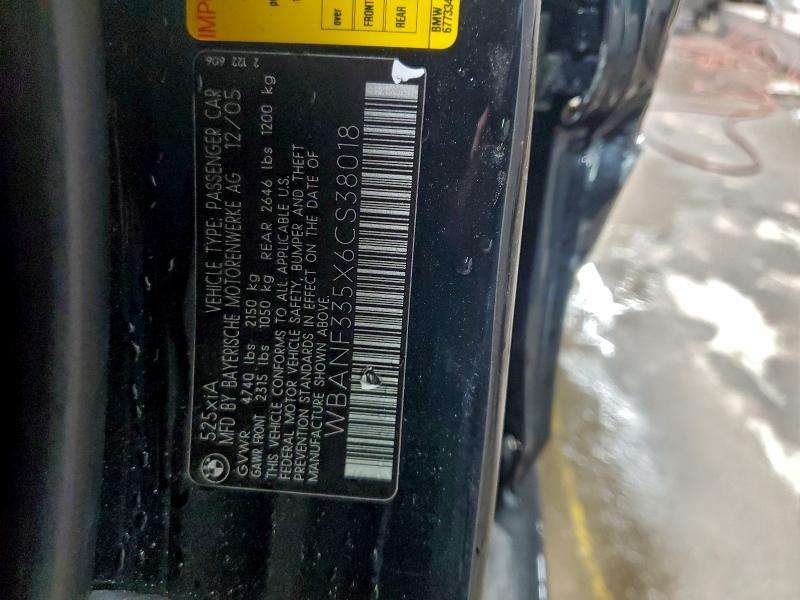 IMP
over
FRONT
REAR
BMW
525xiA VEHICLE TYPE: PASSENGER CAR 2 122 606
MFD BY BAYERISCHE MOTORENWERKE AG 12/05
GVWR 4740 lbs 2150 kg
GAWR FRONT 2315 lbs 1050 kg REAR 2646 lbs 1200 kg
THIS VEHICLE CONFORMS TO ALL APPLICABLE U.S.
FEDERAL MOTOR VEHICLE SAFETY, BUMPER AND THEFT
PREVENTION STANDARDS IN EFFECT ON THE DATE OF
MANUFACTURE SHOWN ABOVE.
WBANF335X6CS38018